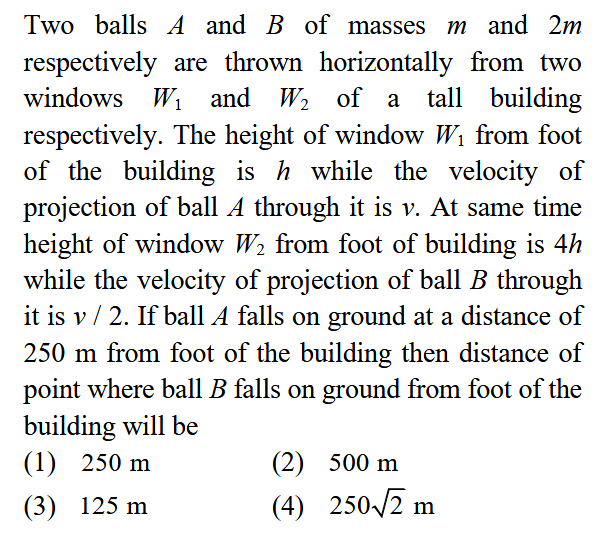 Two balls A and B of masses m and 2m
respectively are thrown horizontally from two
windows W₁ and W₂ of a tall building
respectively. The height of window W₁ from foot
of the building is h while the velocity of
projection of ball A through it is v. At same time
height of window W₂ from foot of building is 4h
while the velocity of projection of ball B through
it is v / 2. If ball A falls on ground at a distance of
250 m from foot of the building then distance of
point where ball B falls on ground from foot of the
building will be
(1) 250 m (2) 500 m
(3) 125 m (4) 250√2 m